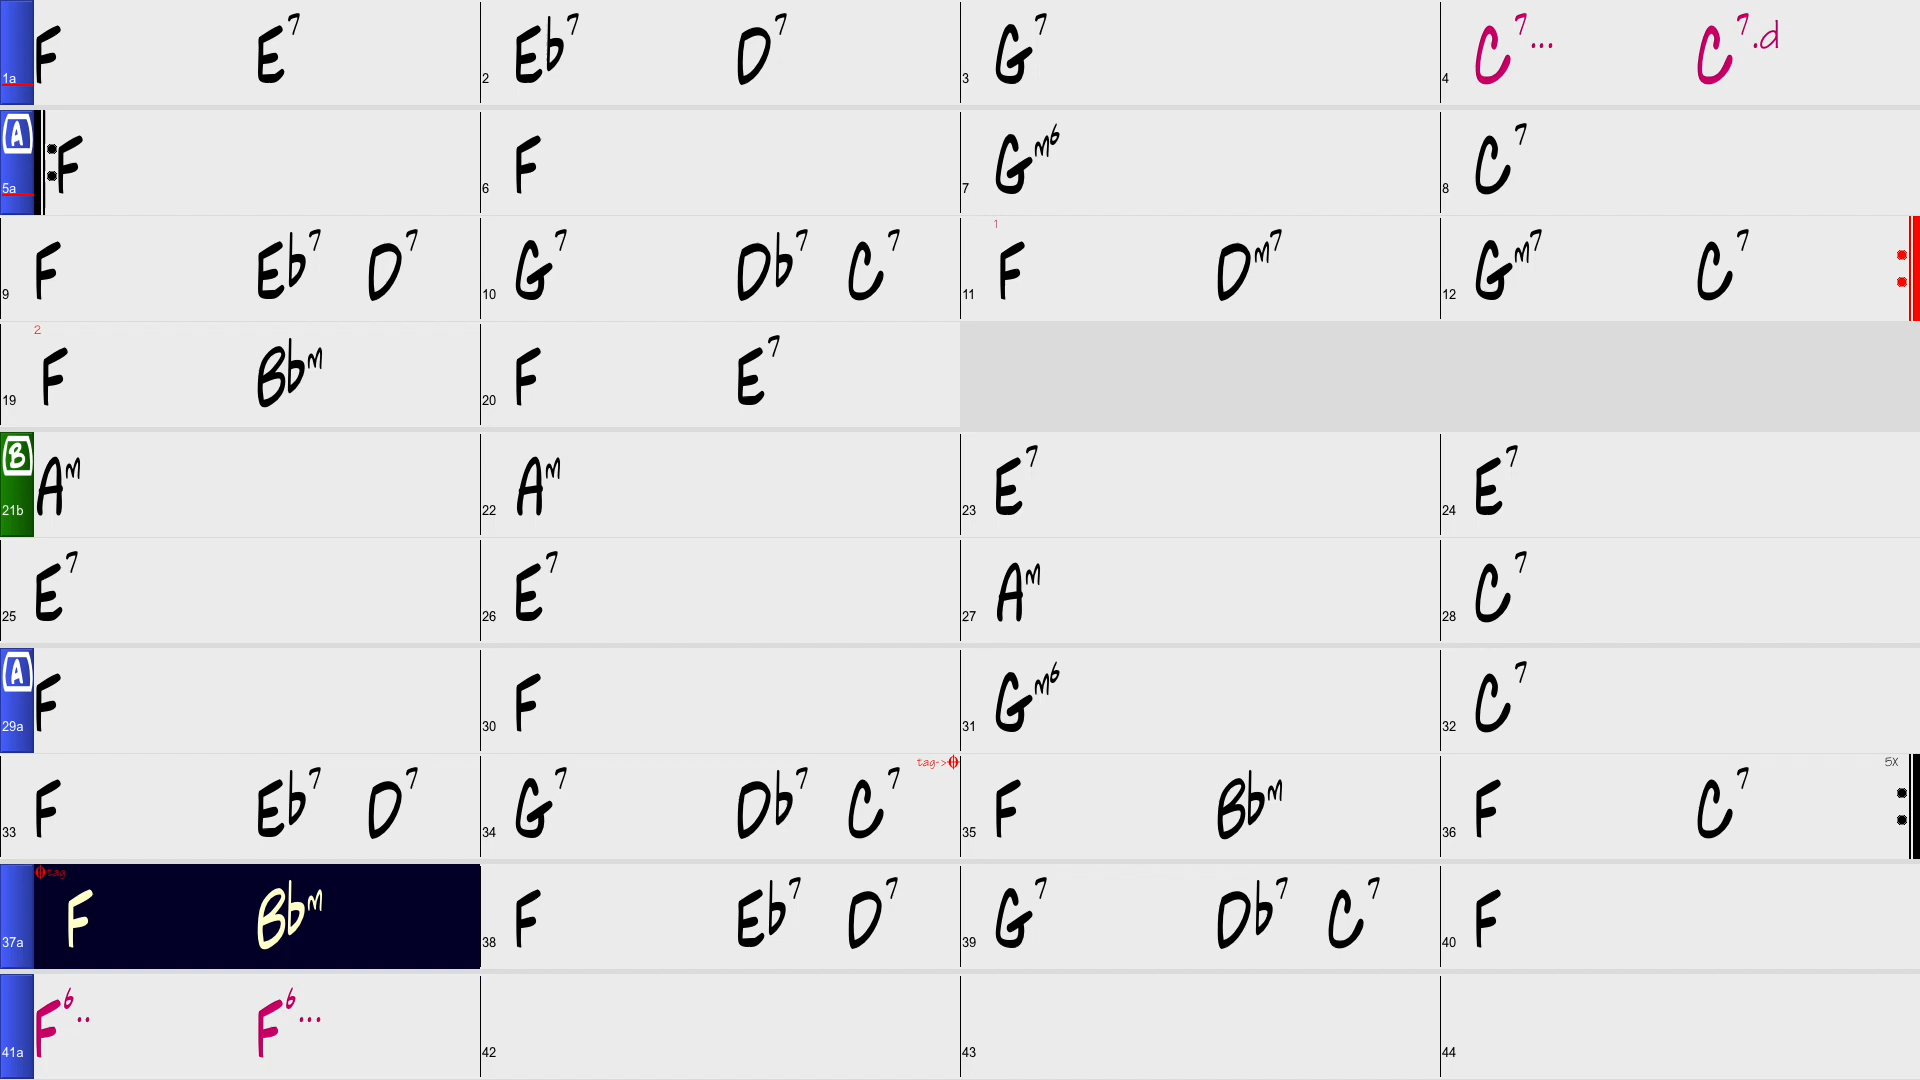 1a F E7 2 Eb7 D7 3 G7 4 C7... C7.d
A 5a F 6 F 7 Gm6 8 C7
9 F Eb7 D7 10 G7 Db7 C7 1 11 F Dm7 12 Gm7 C7
2 19 F Bbm 20 F E7
B 21b Am 22 Am 23 E7 24 E7
25 E7 26 E7 27 Am 28 C7
A 29a F 30 F 31 Gm6 32 C7
33 F Eb7 D7 34 G7 Db7 C7 tag-> 35 F Bbm 36 F C7 5X
tag 37a F Bbm 38 F Eb7 D7 39 G7 Db7 C7 40 F
41a F6.. F6... 42 43 44